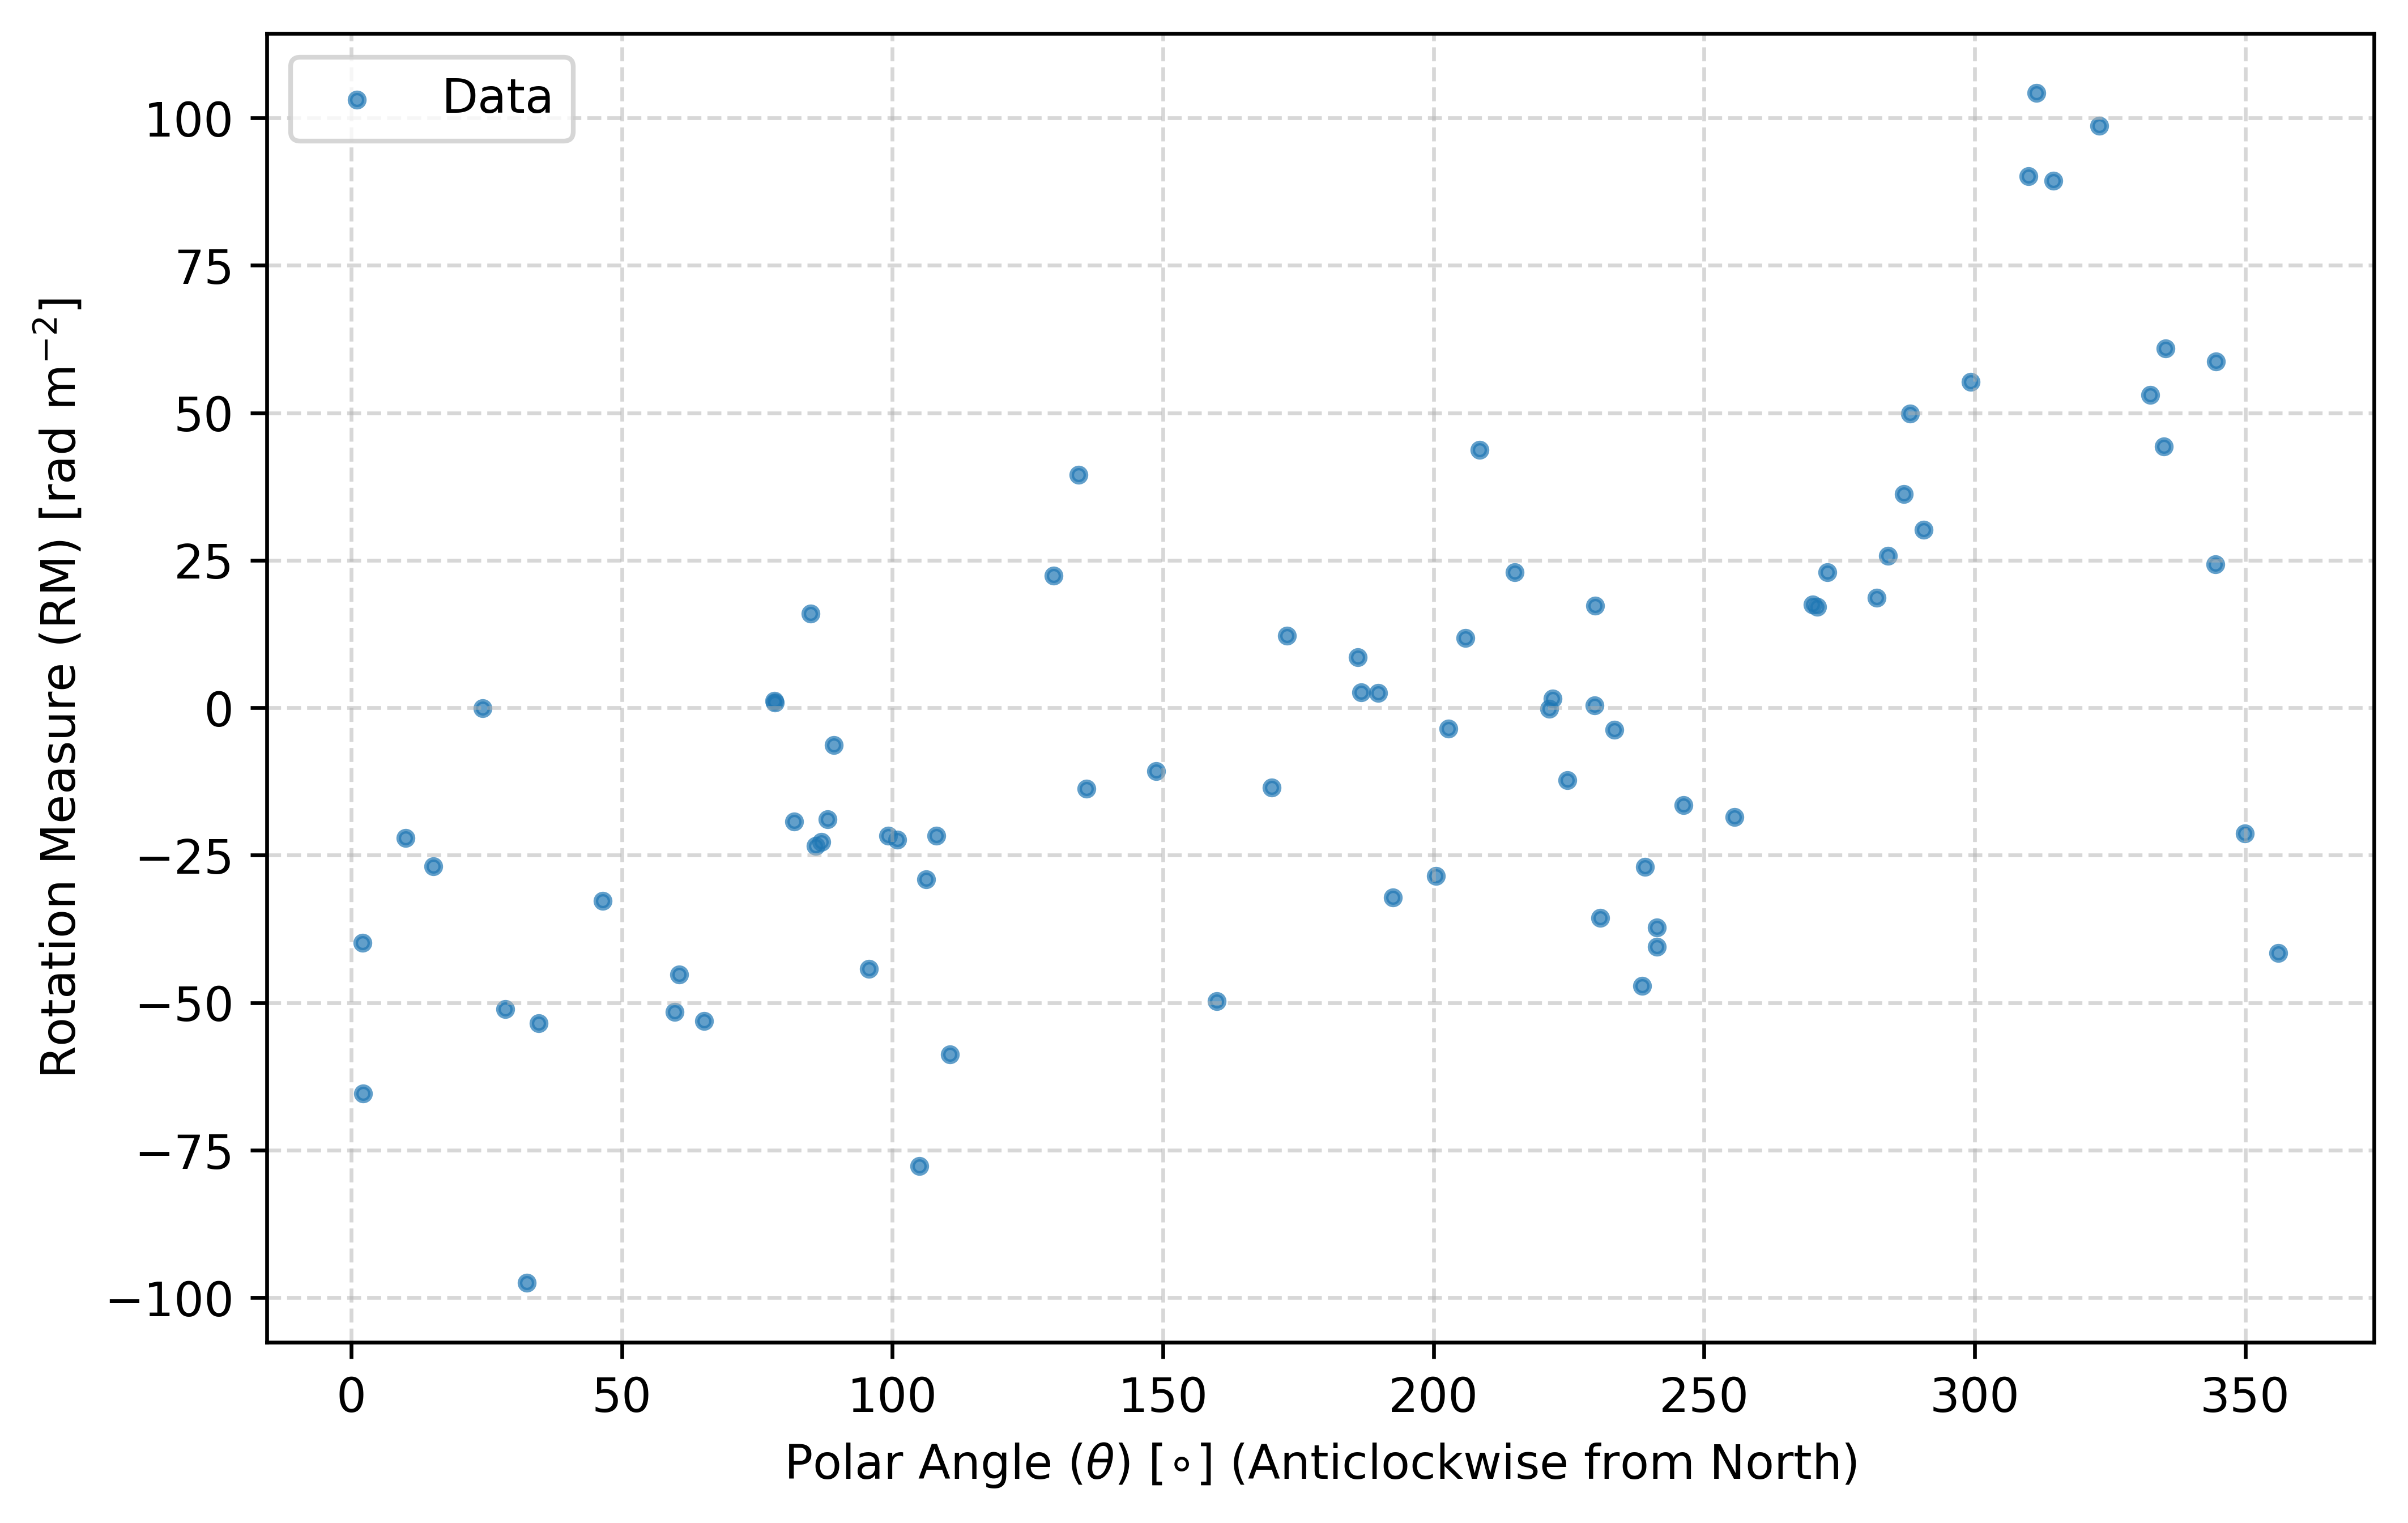 Data
100
75
50
25
0
−25
−50
−75
−100
Rotation Measure (RM) [rad m⁻²]
0 50 100 150 200 250 300 350
Polar Angle (θ) [∘] (Anticlockwise from North)